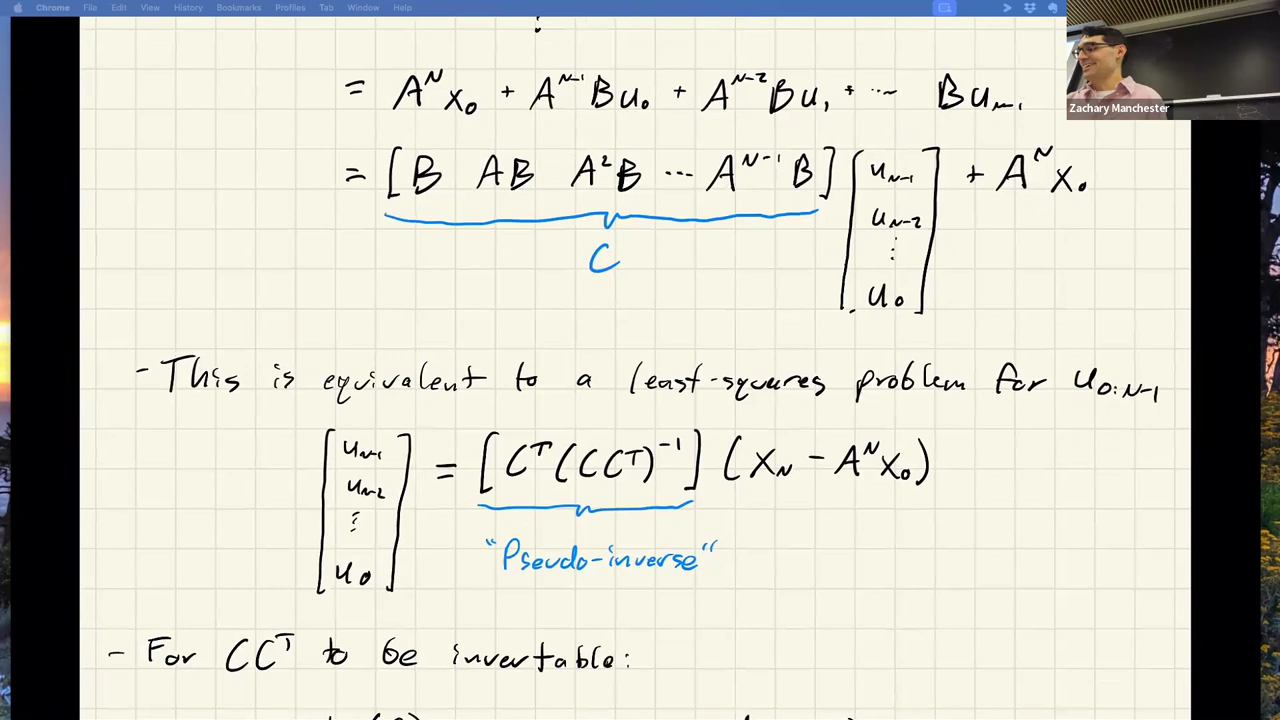 Chrome File Edit View History Bookmarks Profiles Tab Window Help
Zachary Manchester
= A^N x_0 + A^{N-1} B u_0 + A^{N-2} B u_1 + ... B u_{N-1}
= [B AB A^2B ... A^{N-1} B] [u_{N-1} u_{N-2} ⋮ u_0] + A^N x_0
C
- This is equivalent to a least-squares problem for u_{0:N-1}
[u_{N-1} u_{N-2} ⋮ u_0] = [C^T (C C^T)^{-1}] (x_N - A^N x_0)
"Pseudo-inverse"
- For CC^T to be invertable: